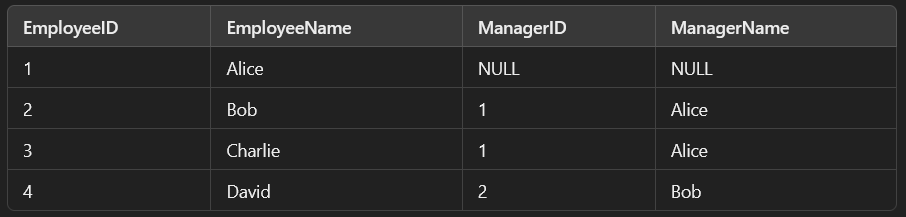 EmployeeID EmployeeName ManagerID ManagerName
1 Alice NULL NULL
2 Bob 1 Alice
3 Charlie 1 Alice
4 David 2 Bob